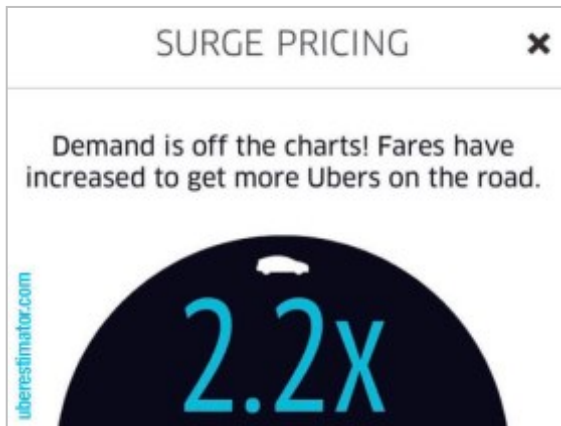 SURGE PRICING ×
Demand is off the charts! Fares have
increased to get more Ubers on the road.
uberestimator.com
2.2x